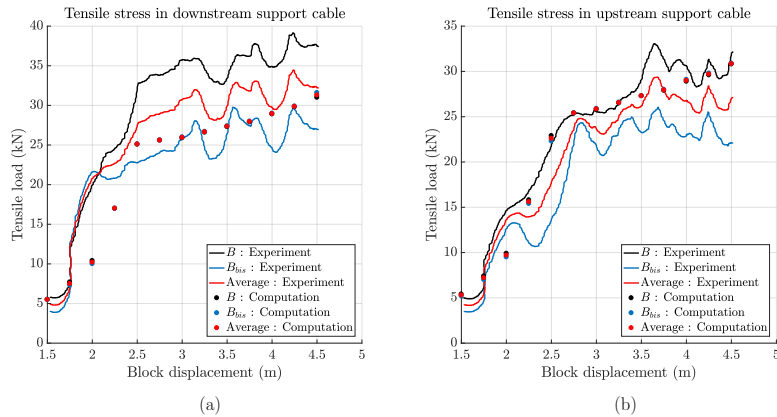 Tensile stress in downstream support cable
40
35
30
25
20
15
10
5
0
Tensile load (kN)
1.5 2 2.5 3 3.5 4 4.5 5
Block displacement (m)
B : Experiment
B_bis : Experiment
Average : Experiment
B : Computation
B_bis : Computation
Average : Computation
(a)
Tensile stress in upstream support cable
35
30
25
20
15
10
5
0
Tensile load (kN)
1.5 2 2.5 3 3.5 4 4.5 5
Block displacement (m)
B : Experiment
B_bis : Experiment
Average : Experiment
B : Computation
B_bis : Computation
Average : Computation
(b)